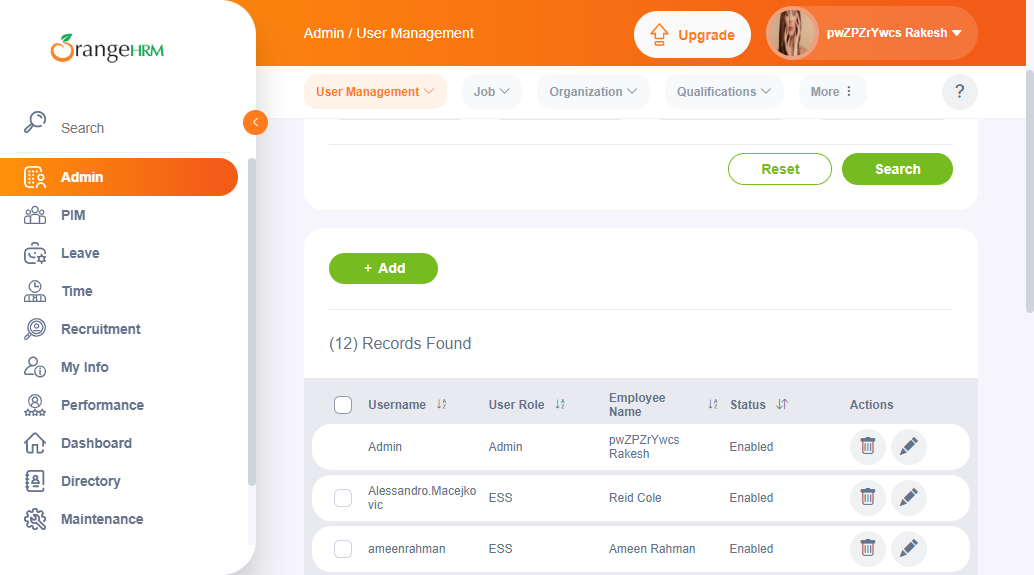 OrangeHRM
Admin / User Management
Upgrade
pwZPZrYwcs Rakesh
User Management
Job
Organization
Qualifications
More
?
Search
Admin
PIM
Leave
Time
Recruitment
My Info
Performance
Dashboard
Directory
Maintenance
Reset
Search
+ Add
(12) Records Found
Username
User Role
Employee
Name
Status
Actions
Admin
Admin
pwZPZrYwcs
Rakesh
Enabled
Alessandro.Macejko
vic
ESS
Reid Cole
Enabled
ameenrahman
ESS
Ameen Rahman
Enabled